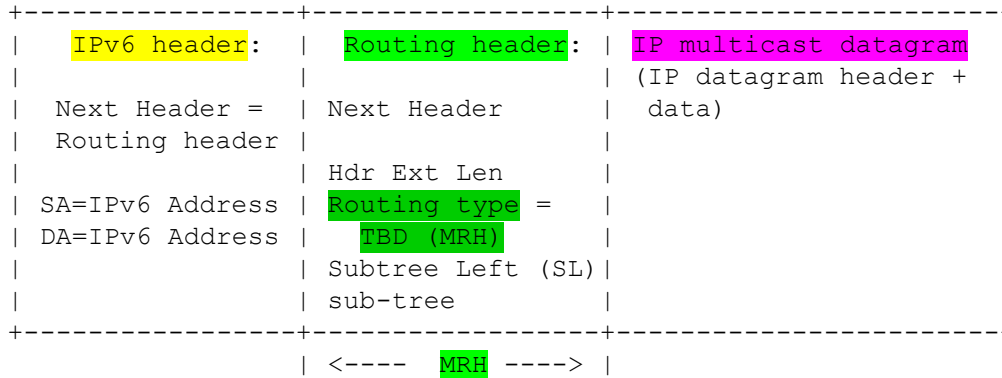 +-----------------+------------------+------------------------
|   IPv6 header:  |  Routing header: | IP multicast datagram
|                 |                  | (IP datagram header +
|  Next Header =  | Next Header      |  data)
|  Routing header |                  |
|                 | Hdr Ext Len      |
| SA=IPv6 Address | Routing type =   |
| DA=IPv6 Address |   TBD (MRH)      |
|                 | Subtree Left (SL)|
|                 | sub-tree         |
+-----------------+------------------+------------------------
                  | <----  MRH ----> |